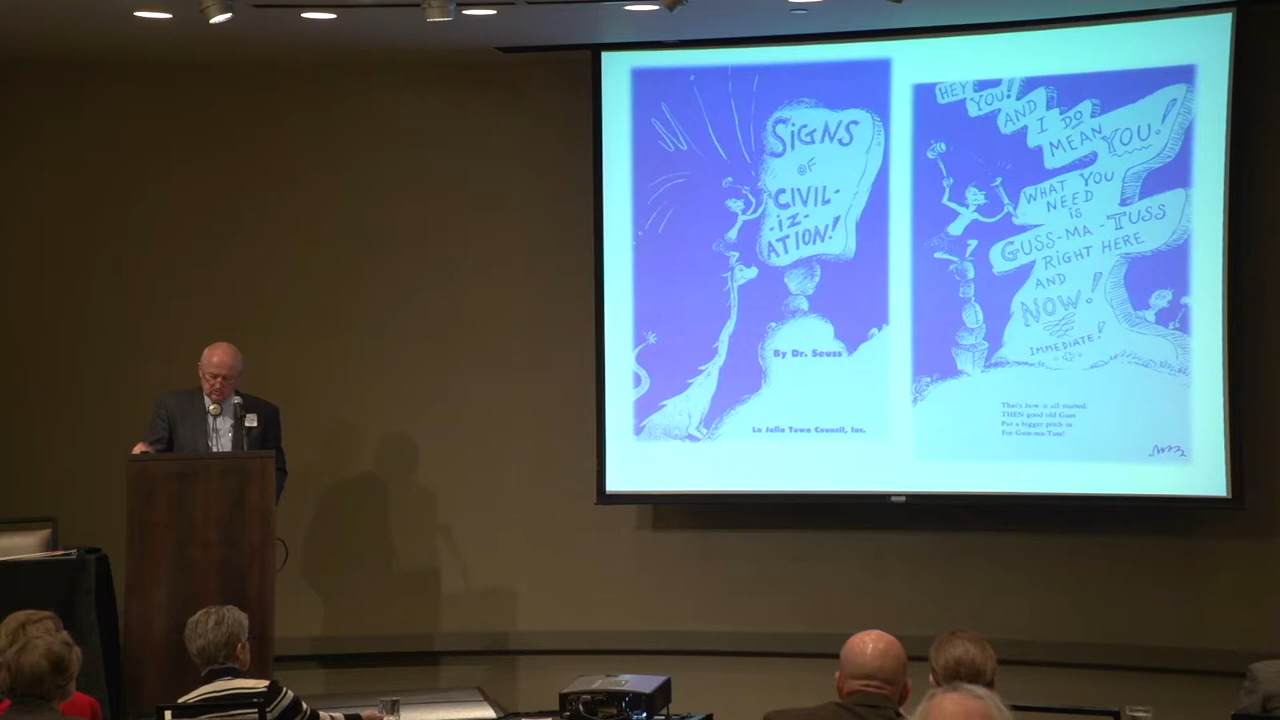 SiGNS
OF
CIVIL-
-iZ-
ATION!
By Dr. Seuss
La Jolla Town Council, Inc.
HEY
YOU!
AND
I DO
MEAN YOU!
WHAT YOU
NEED
iS
GUSS-MA-TUSS
RiGHT HERE
AND
NOW!
IMMEDIATE!
That's how it all started.
THEN good old Guss
Put a bigger pitch in
For Guss-ma-Tuss!